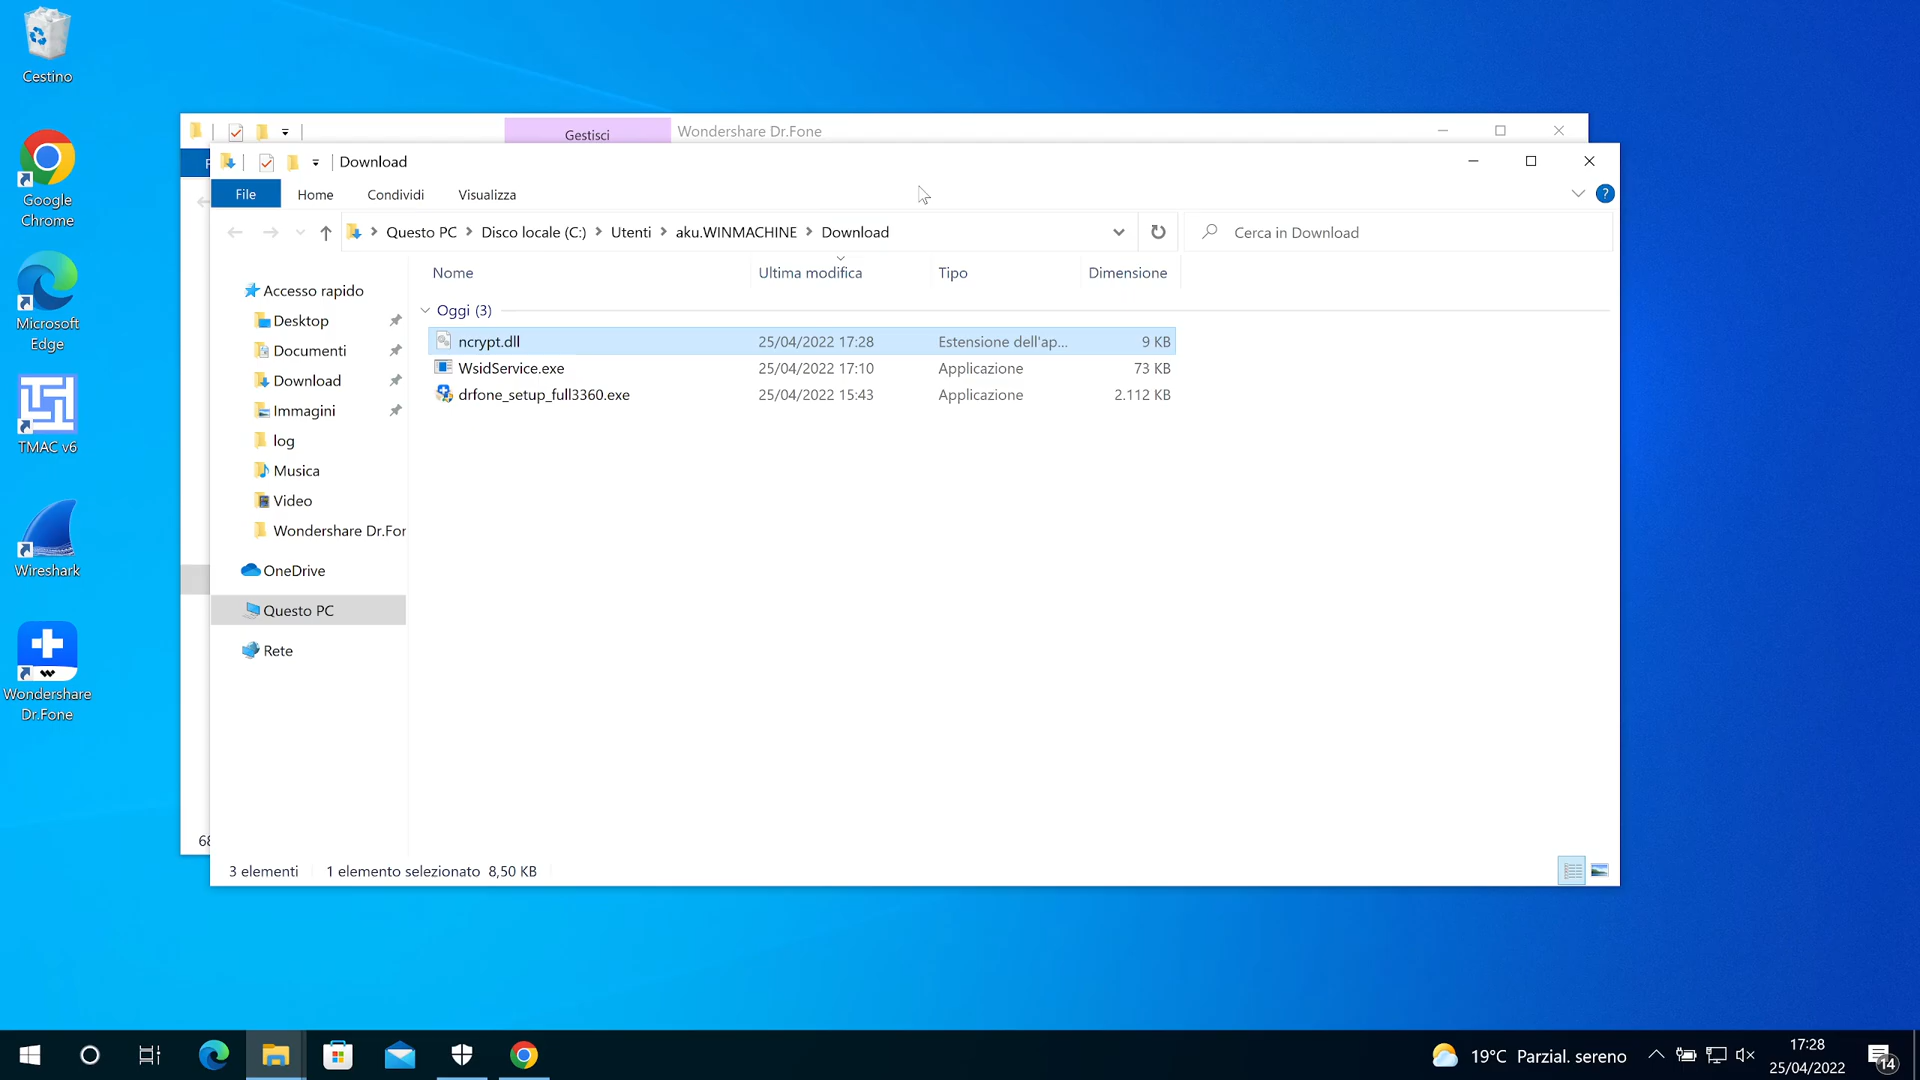 Cestino
Google
Chrome
Microsoft
Edge
TMAC v6
Wireshark
Wondershare
Dr.Fone
Gestisci
Wondershare Dr.Fone
Download
File
Home
Condividi
Visualizza
Questo PC
Disco locale (C:)
Utenti
aku.WINMACHINE
Download
Cerca in Download
Nome
Ultima modifica
Tipo
Dimensione
Oggi (3)
ncrypt.dll 25/04/2022 17:28 Estensione dell'ap... 9 KB
WsidService.exe 25/04/2022 17:10 Applicazione 73 KB
drfone_setup_full3360.exe 25/04/2022 15:43 Applicazione 2.112 KB
Accesso rapido
Desktop
Documenti
Download
Immagini
log
Musica
Video
Wondershare Dr.For
OneDrive
Questo PC
Rete
68
3 elementi
1 elemento selezionato 8,50 KB
19°C Parzial. sereno
17:28
25/04/2022
14